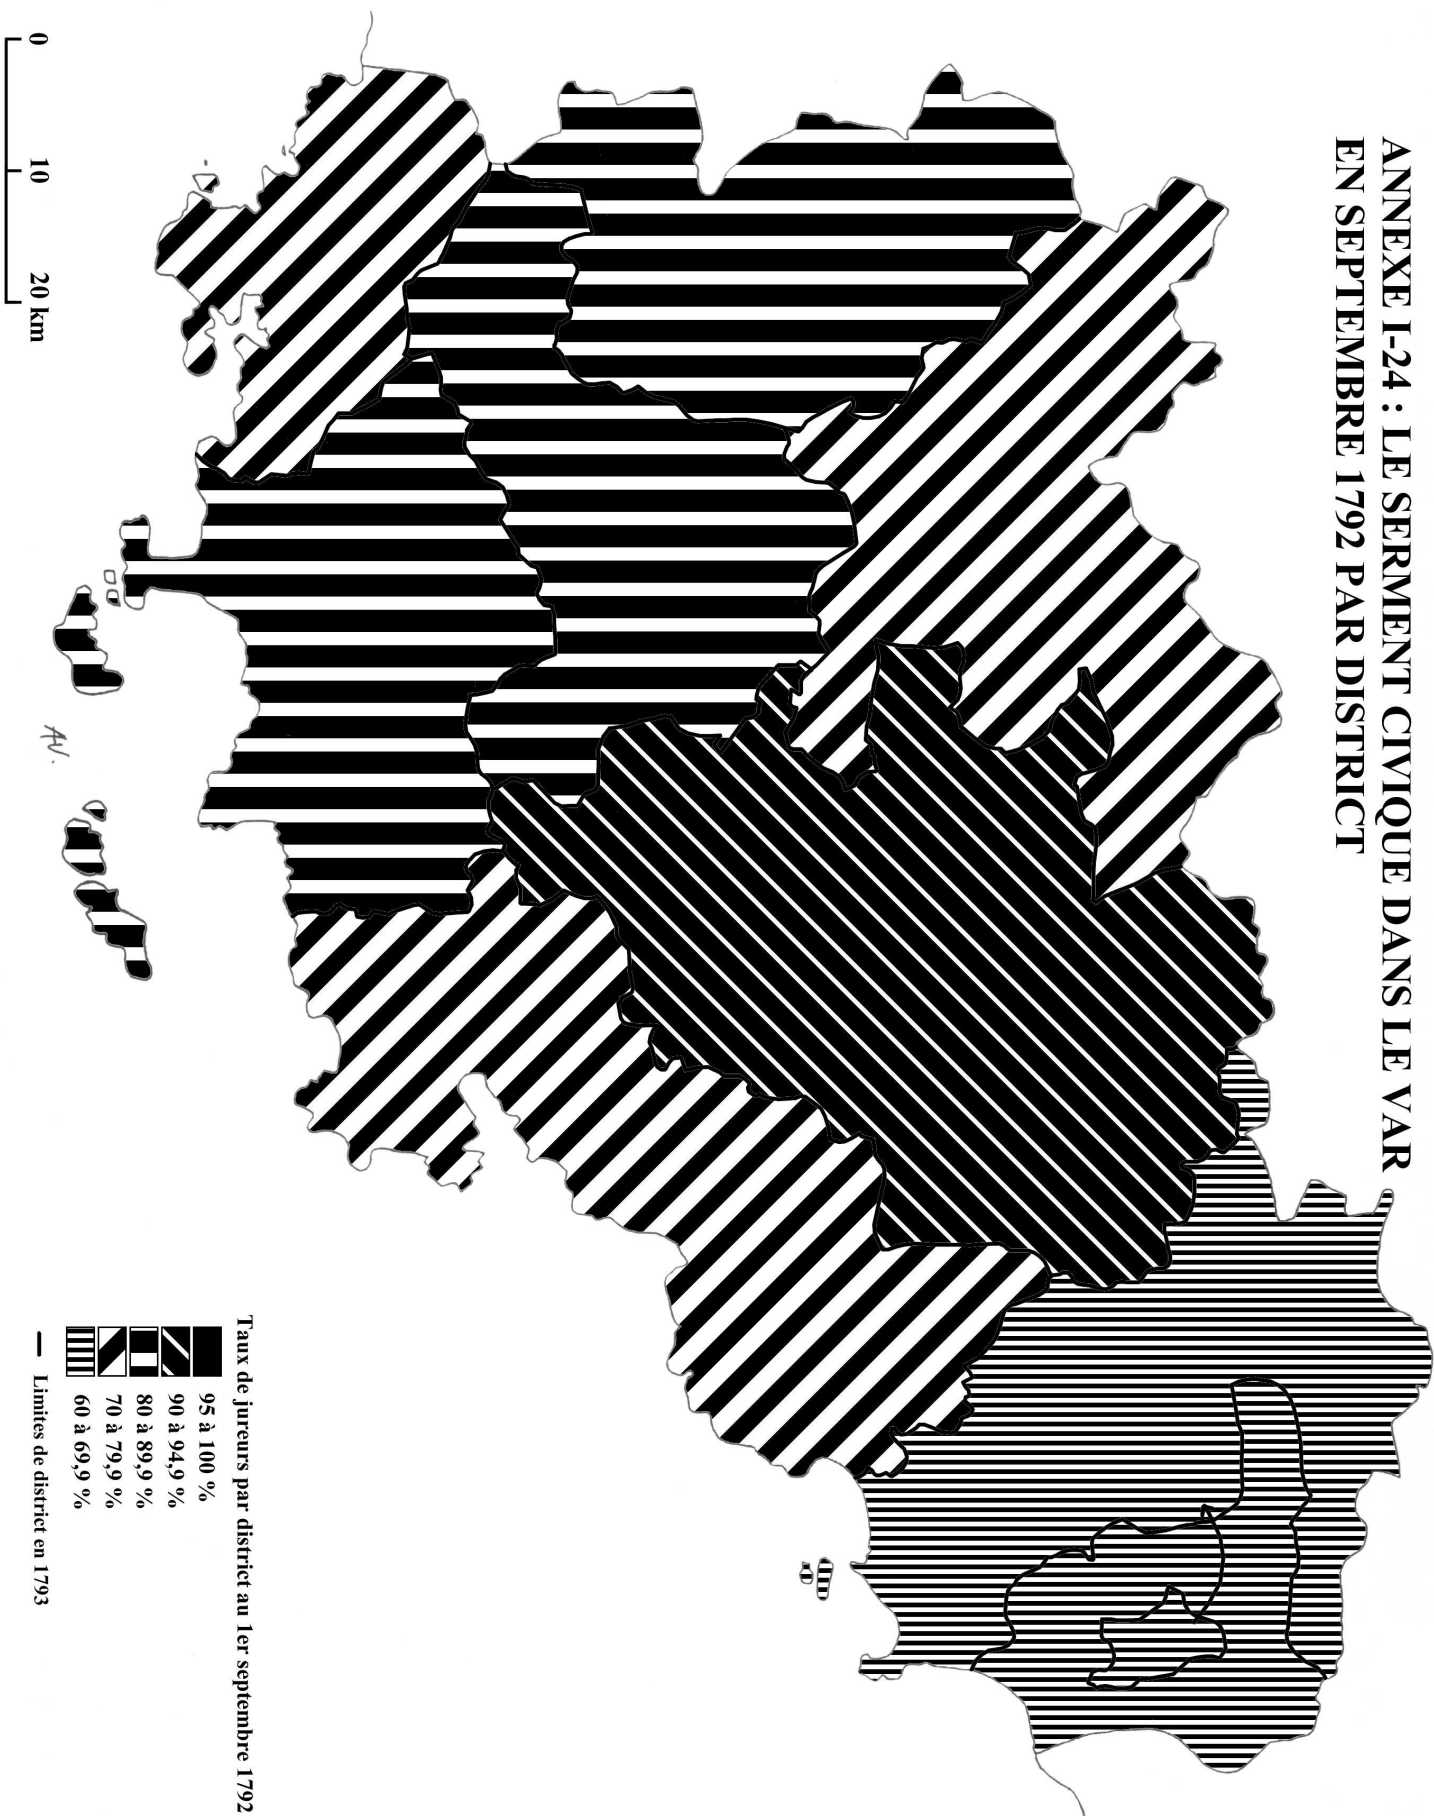 ANNEXE I-24 : LE SERMENT CIVIQUE DANS LE VAR
EN SEPTEMBRE 1792 PAR DISTRICT
Taux de jureurs par district au 1er septembre 1792
95 à 100 %
90 à 94,9 %
80 à 89,9 %
70 à 79,9 %
60 à 69,9 %
Limites de district en 1793
0
10
20 km